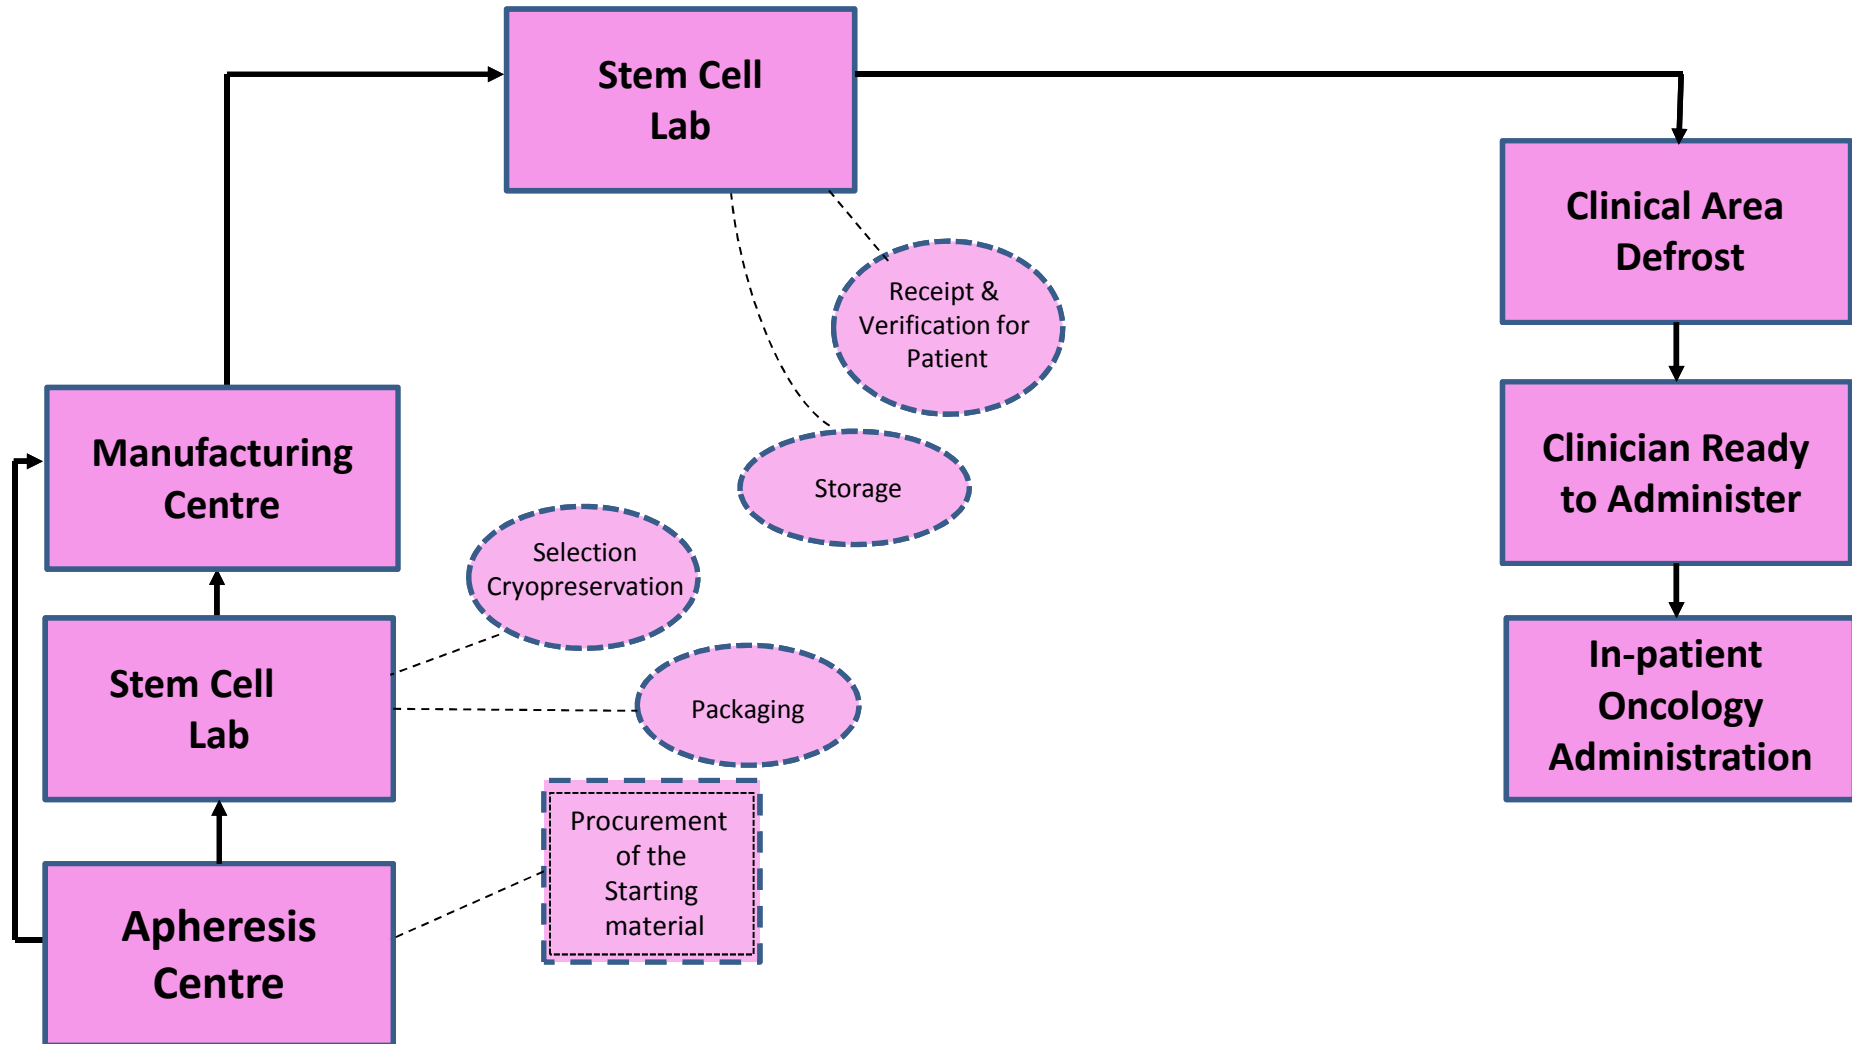 Stem Cell
Lab
Clinical Area
Defrost
Receipt &
Verification for
Patient
Manufacturing
Centre
Clinician Ready
to Administer
Storage
Selection
Cryopreservation
Stem Cell
Lab
Packaging
In-patient
Oncology
Administration
Procurement
of the
Starting
material
Apheresis
Centre